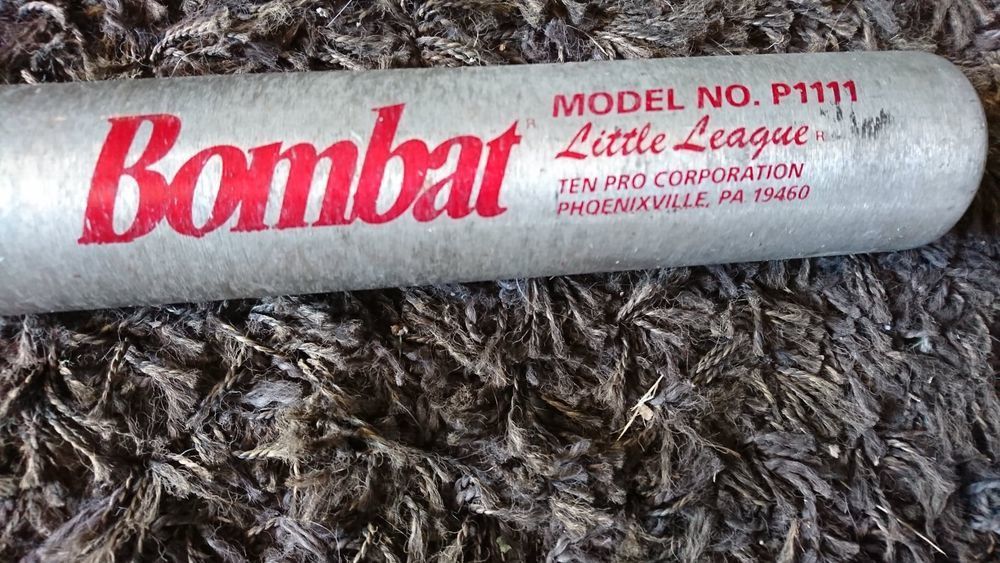 Bombat®
MODEL NO. P1111
Little League®
TEN PRO CORPORATION
PHOENIXVILLE, PA 19460